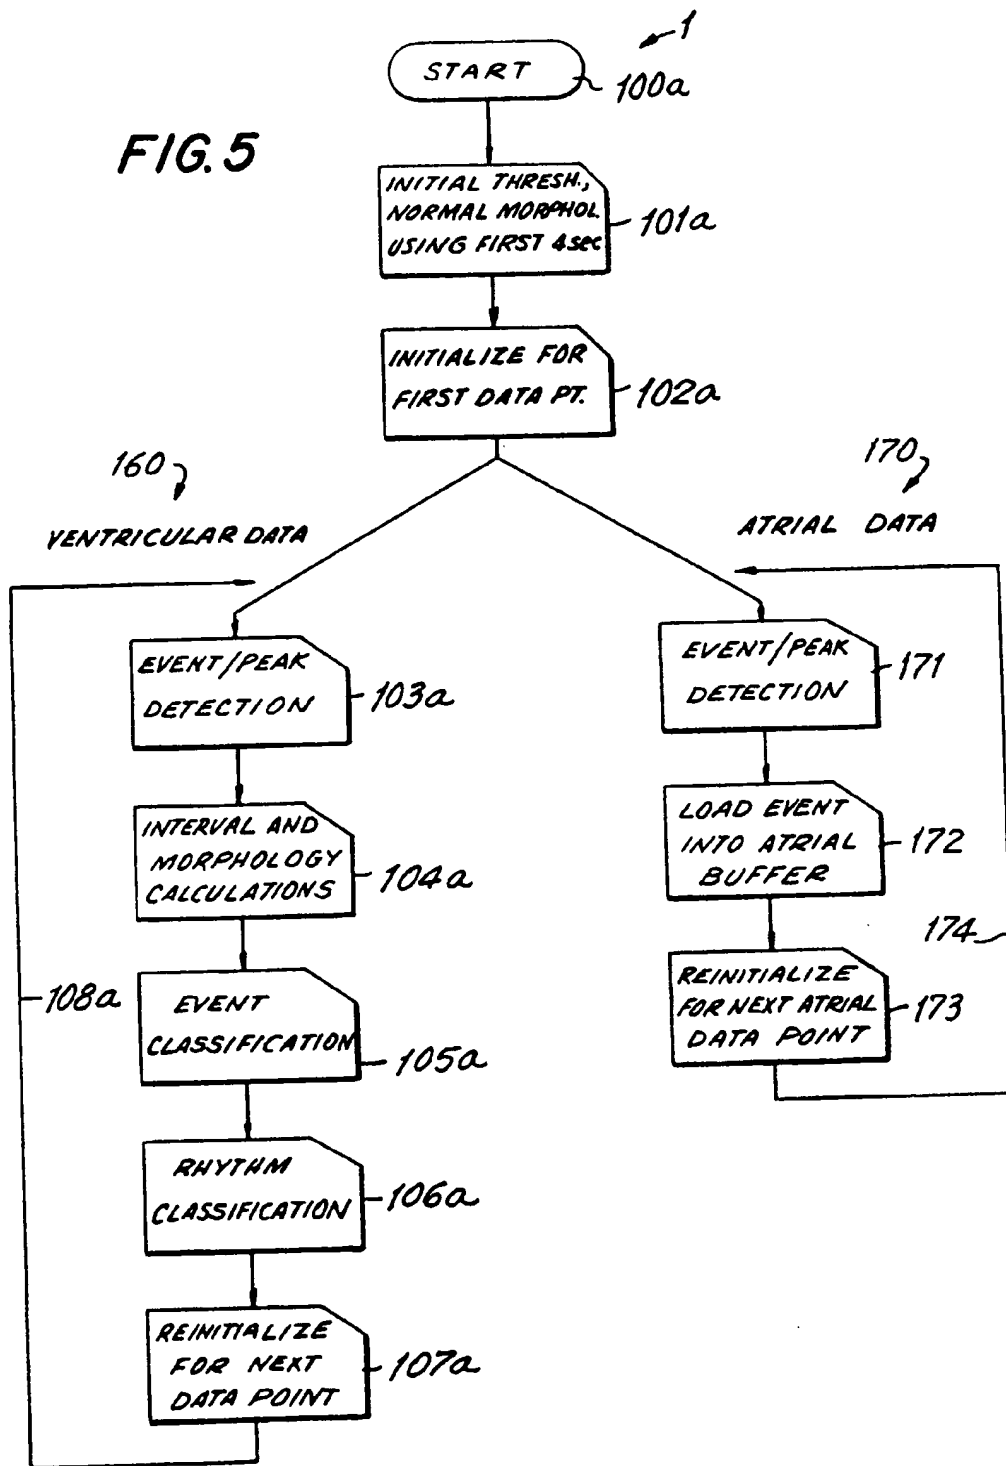 1
START
100a
FIG. 5
INITIAL THRESH.,
NORMAL MORPHOL
USING FIRST 4sec
101a
INITIALIZE FOR
FIRST DATA PT.
102a
160
170
VENTRICULAR DATA
ATRIAL DATA
EVENT/PEAK
DETECTION
103a
EVENT/PEAK
DETECTION
171
INTERVAL AND
MORPHOLOGY
CALCULATIONS
104a
LOAD EVENT
INTO ATRIAL
BUFFER
172
174
108a
EVENT
CLASSIFICATION
105a
REINITIALIZE
FOR NEXT ATRIAL
DATA POINT
173
RHYTHM
CLASSIFICATION
106a
REINITIALIZE
FOR NEXT
DATA POINT
107a